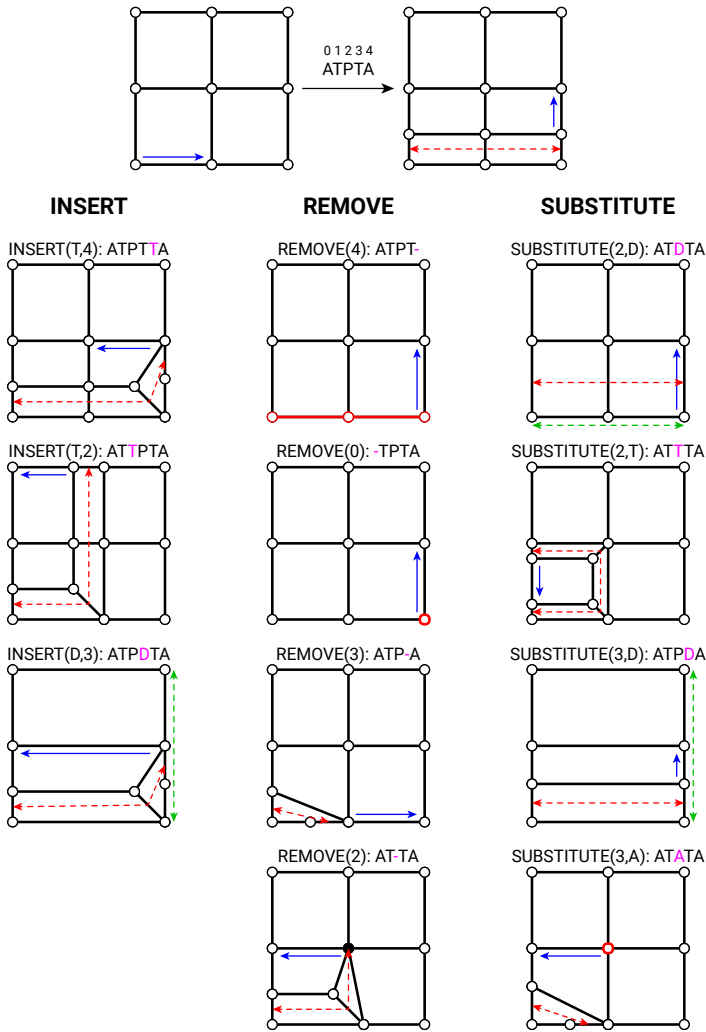 0 1 2 3 4
ATPTA
INSERT
REMOVE
SUBSTITUTE
INSERT(T,4): ATPTTA
REMOVE(4): ATPT-
SUBSTITUTE(2,D): ATDTA
INSERT(T,2): ATTPTA
REMOVE(0): -TPTA
SUBSTITUTE(2,T): ATTTA
INSERT(D,3): ATPDTA
REMOVE(3): ATP-A
SUBSTITUTE(3,D): ATPDA
REMOVE(2): AT-TA
SUBSTITUTE(3,A): ATATA